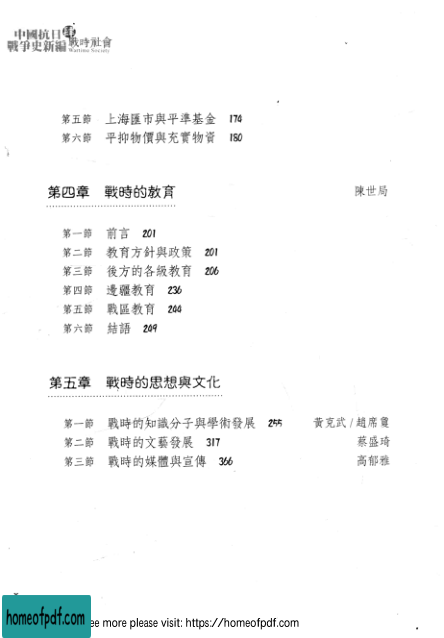 中國抗日
戰爭史新編 戰時社會
Wartime Society
第五節 上海匯市與平準基金 174
第六節 平抑物價與充實物資 180
第四章 戰時的教育 陳世局
第一節 前言 201
第二節 教育方針與政策 201
第三節 後方的各級教育 206
第四節 邊疆教育 236
第五節 戰區教育 244
第六節 結語 249
第五章 戰時的思想與文化
第一節 戰時的知識分子與學術發展 255 黃克武/趙席夐
第二節 戰時的文藝發展 317 蔡盛琦
第三節 戰時的媒體與宣傳 366 高郁雅
homeofpdf.com
ee more please visit: https://homeofpdf.com